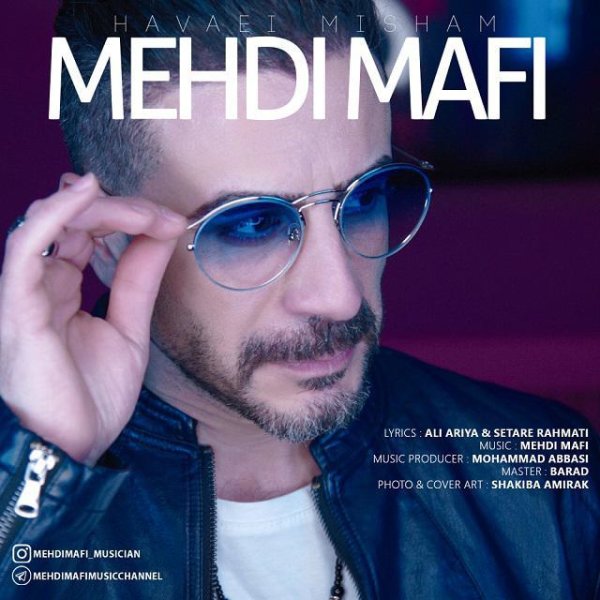 HAVAEI MISHAM
MEHDI MAFI
LYRICS : ALI ARIYA & SETARE RAHMATI
MUSIC : MEHDI MAFI
MUSIC PRODUCER : MOHAMMAD ABBASI
MASTER : BARAD
PHOTO & COVER ART : SHAKIBA AMIRAK
MEHDIMAFI_MUSICIAN
MEHDIMAFIMUSICCHANNEL